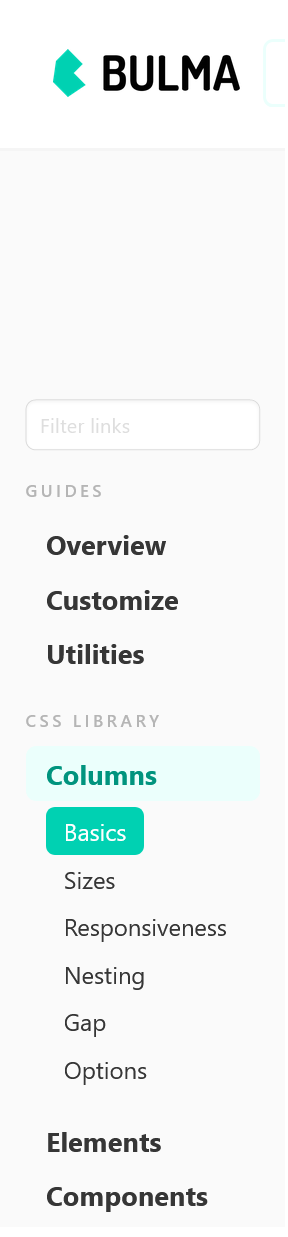 BULMA
Filter links
GUIDES
Overview
Customize
Utilities
CSS LIBRARY
Columns
Basics
Sizes
Responsiveness
Nesting
Gap
Options
Elements
Components